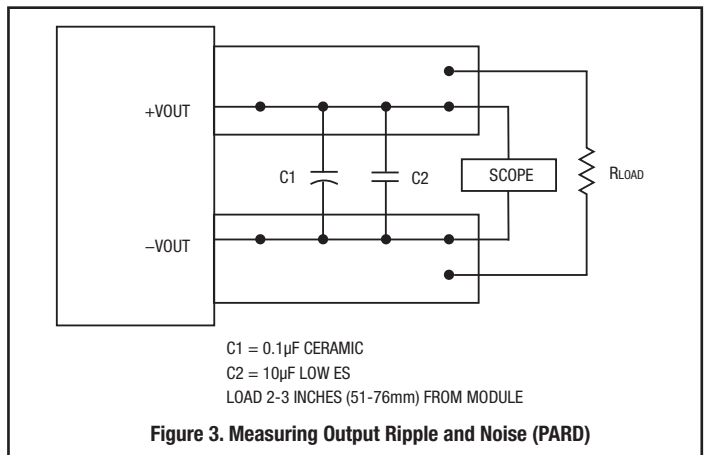 +VOUT
C1
C2
SCOPE
RLOAD
−VOUT
C1 = 0.1µF CERAMIC
C2 = 10µF LOW ES
LOAD 2-3 INCHES (51-76mm) FROM MODULE
Figure 3. Measuring Output Ripple and Noise (PARD)